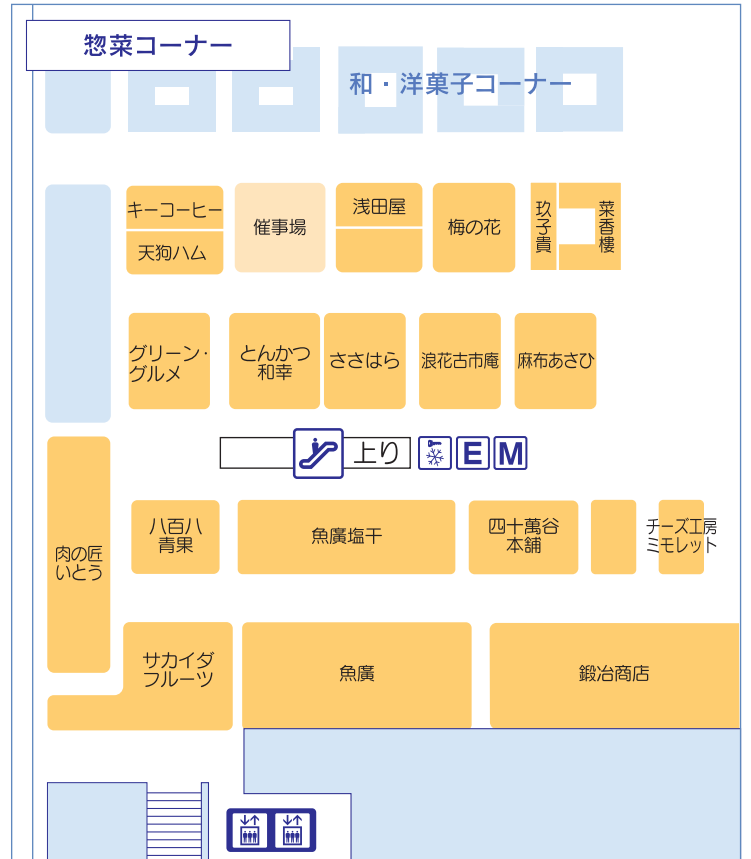 惣菜コーナー
和・洋菓子コーナー
キーコーヒー
天狗ハム
催事場
浅田屋
梅の花
玖子貴
菜香樓
グリーン・
グルメ
とんかつ
和幸
ささはら
浪花古市庵
麻布あさひ
上り
E
M
肉の匠
いとう
八百八
青果
魚廣塩干
四十萬谷
本舗
チーズ工房
ミモレット
サカイダ
フルーツ
魚廣
鍛冶商店